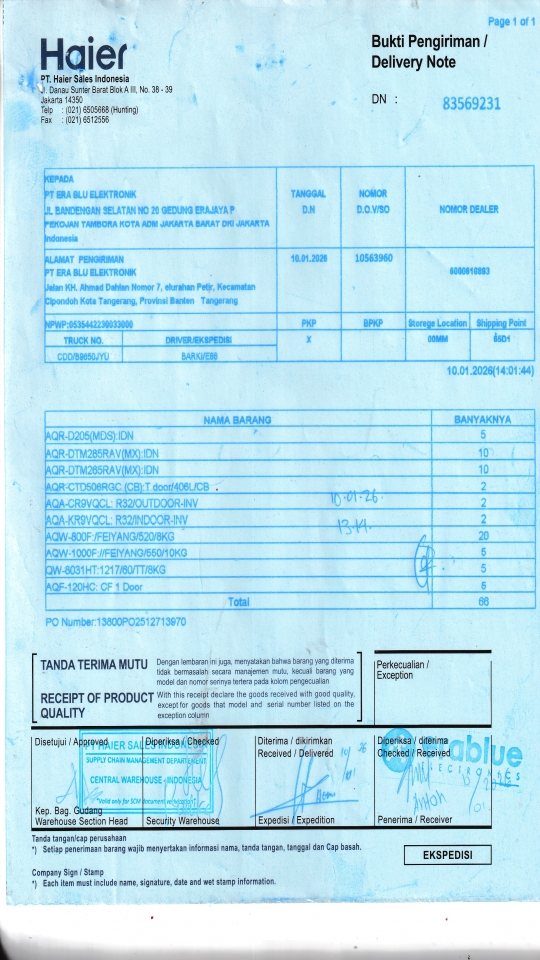 Page 1 of 1
Haier
Bukti Pengiriman /
Delivery Note
PT. Haier Sales Indonesia
Jl. Danau Sunter Barat Blok A III, No. 38 - 39
Jakarta 14350
Telp : (021) 6505668 (Hunting)
Fax : (021) 6512556
DN : 83569231
KEPADA
PT ERA BLU ELEKTRONIK
JL BANDENGAN SELATAN NO 20 GEDUNG ERAJAYA P
PEKOJAN TAMBORA KOTA ADM JAKARTA BARAT DKI JAKARTA
Indonesia
TANGGAL
D.N
NOMOR
D.O.V/SO
NOMOR DEALER
ALAMAT PENGIRIMAN
PT ERA BLU ELEKTRONIK
Jalan KH. Ahmad Dahlan Nomor 7, elurahan Petir, Kecamatan
Cipondoh Kota Tangerang, Provinsi Banten Tangerang
10.01.2026
10563960
NPWP:0535442230033000
PKP
BPKP
Storege Location
Shipping Point
TRUCK NO.
DRIVER/EKSPEDISI
X
00MM
CDD/B9650JYU
BARKI/E88
10.01.2026(14:01:44)
NAMA BARANG BANYAKNYA
AQR-D205(MDS):IDN 5
AQR-DTM285RAV(MX):IDN 10
AQR-DTM265RAV(MX):IDN 10
AQR-CTD506RGC (CB):T door/406L/CB 2
AQA-CR9VQCL: R32/OUTDOOR-INV 2
AQA-KR9VQCL: R32/INDOOR-INV 2
AQW-800F:/FEIYANG/520/8KG 20
AQW-1000F://FEIYANG/550/10KG 5
QW-8031HT:1217/60/TT/8KG 5
AQF-120HC: CF 1 Door 5
10.01.26.
Total 66
PO Number:13800PO2512713970
TANDA TERIMA MUTU
Dengan lembaran ini juga, menyatakan bahwa barang yang diterima
tidak bermasalah secara manajemen mutu, kecuali barang yang
model dan nomor serinya tertera pada kolom pengecualian
RECEIPT OF PRODUCT
QUALITY
With this receipt declare the goods received with good quality,
except for goods that model and serial number listed on the
exception column
Perkecualian /
Exception
Disetujui / Approved
Diperiksa / Checked
Diterima / dikirimkan
Received / Delivered
Diperiksa / diterima
Checked / Received
PT HAIER SALES INDONESIA
SUPPLY CHAIN MANAGEMENT DEPARTMENT
CENTRAL WAREHOUSE - INDONESIA
*Valid only for SCM document verification*
erablue
ELECTRONICS
Kep. Bag. Gudang
Warehouse Section Head
Security Warehouse
Expedisi / Expedition
Penerima / Receiver
Tanda tangan/cap perusahaan
*) Setiap penerimaan barang wajib menyertakan informasi nama, tanda tangan, tanggal dan Cap basah.
EKSPEDISI
Company Sign / Stamp
*) Each item must include name, signature, date and wet stamp information.